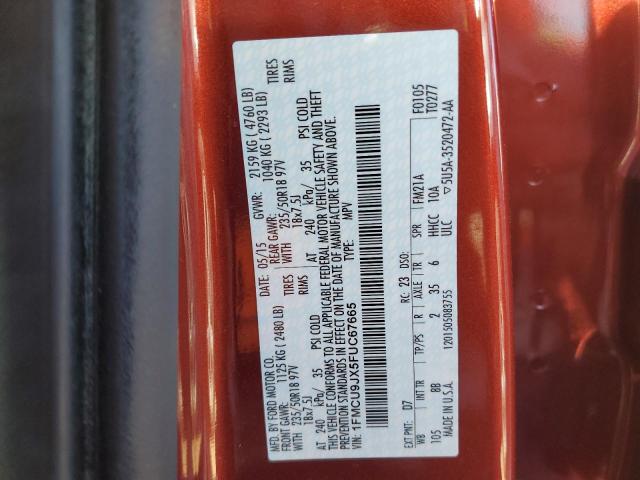 MFD. BY FORD MOTOR CO.
DATE: 05/15 GVWR: 2159 KG ( 4760 LB)
FRONT GAWR: 1125 KG ( 2480 LB) REAR GAWR: 1040 KG ( 2293 LB)
WITH 235/50R18 97V TIRES WITH 235/50R18 97V TIRES
18x7.5J RIMS 18x7.5J RIMS
AT 240 kPa/ 35 PSI COLD AT 240 kPa/ 35 PSI COLD
THIS VEHICLE CONFORMS TO ALL APPLICABLE FEDERAL MOTOR VEHICLE SAFETY AND THEFT
PREVENTION STANDARDS IN EFFECT ON THE DATE OF MANUFACTURE SHOWN ABOVE.
VIN: 1FMCU9JX5FUC67665 TYPE: MPV
F0105
T0277
EXT PNT: D7 RC: 23 DSO:
WB INT TR TP/PS R AXLE TR SPR FM21A
105 BB 2 35 6 HHCC 10A
MADE IN U.S.A. 1201505083755 ULC ▽5U5A-3520472-AA